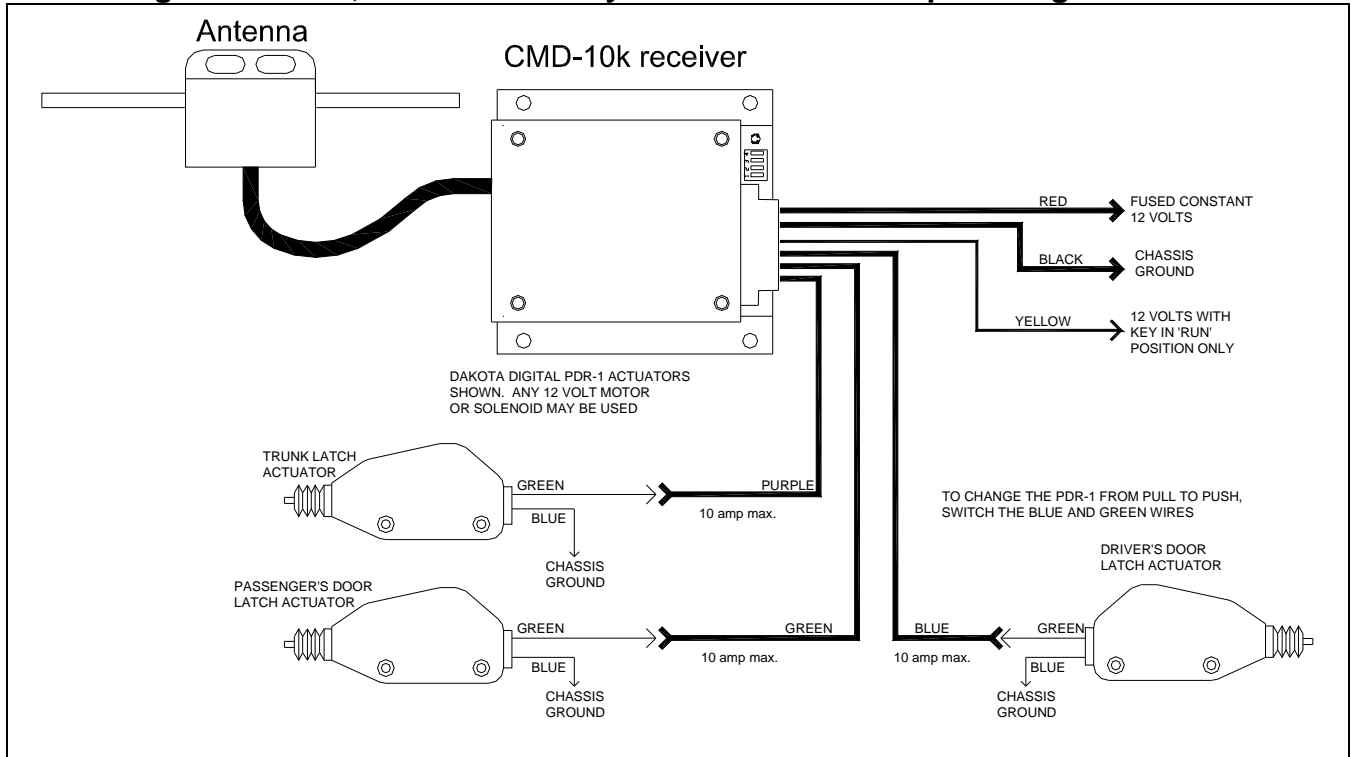 Antenna
CMD-10k receiver
1 2 3 4
RED
FUSED CONSTANT
12 VOLTS
BLACK
CHASSIS
GROUND
YELLOW
12 VOLTS WITH
KEY IN 'RUN'
POSITION ONLY
DAKOTA DIGITAL PDR-1 ACTUATORS
SHOWN. ANY 12 VOLT MOTOR
OR SOLENOID MAY BE USED
TRUNK LATCH
ACTUATOR
GREEN
BLUE
CHASSIS
GROUND
PURPLE
10 amp max.
TO CHANGE THE PDR-1 FROM PULL TO PUSH,
SWITCH THE BLUE AND GREEN WIRES
PASSENGER'S DOOR
LATCH ACTUATOR
GREEN
BLUE
CHASSIS
GROUND
GREEN
10 amp max.
BLUE
10 amp max.
DRIVER'S DOOR
LATCH ACTUATOR
GREEN
BLUE
CHASSIS
GROUND